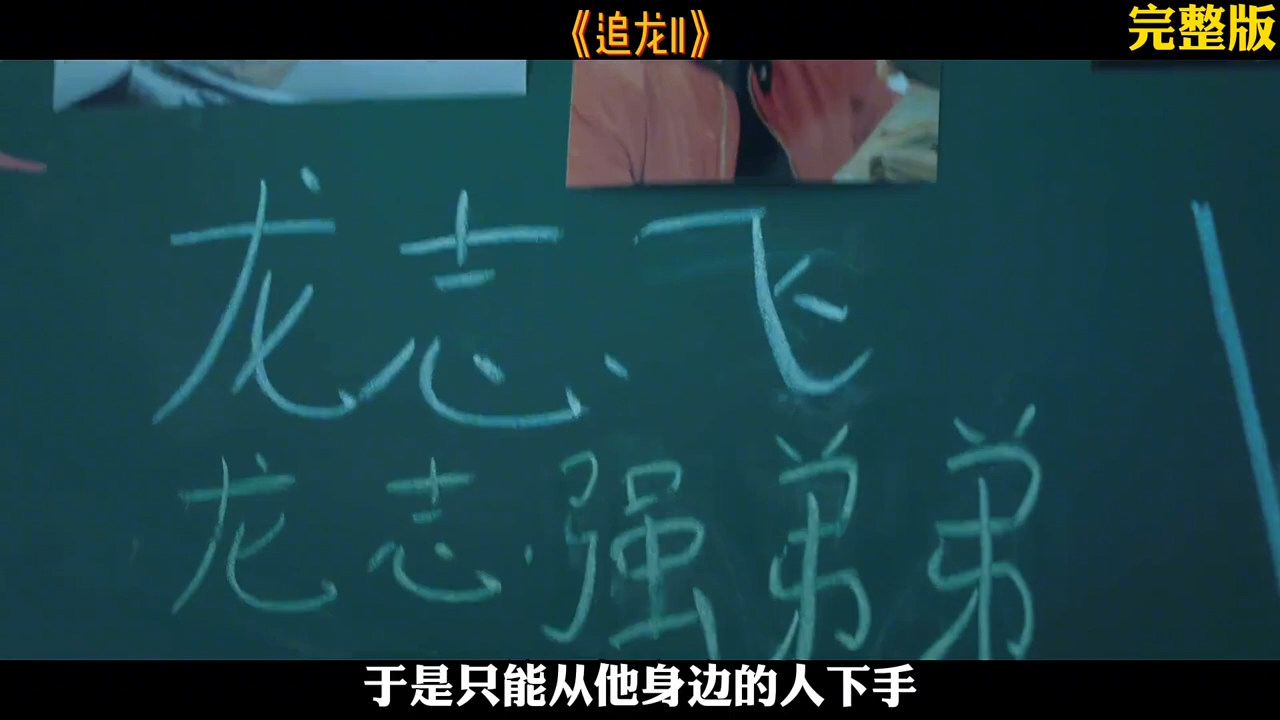 《追龙II》
完整版
龙志飞
龙志强弟弟
于是只能从他身边的人下手